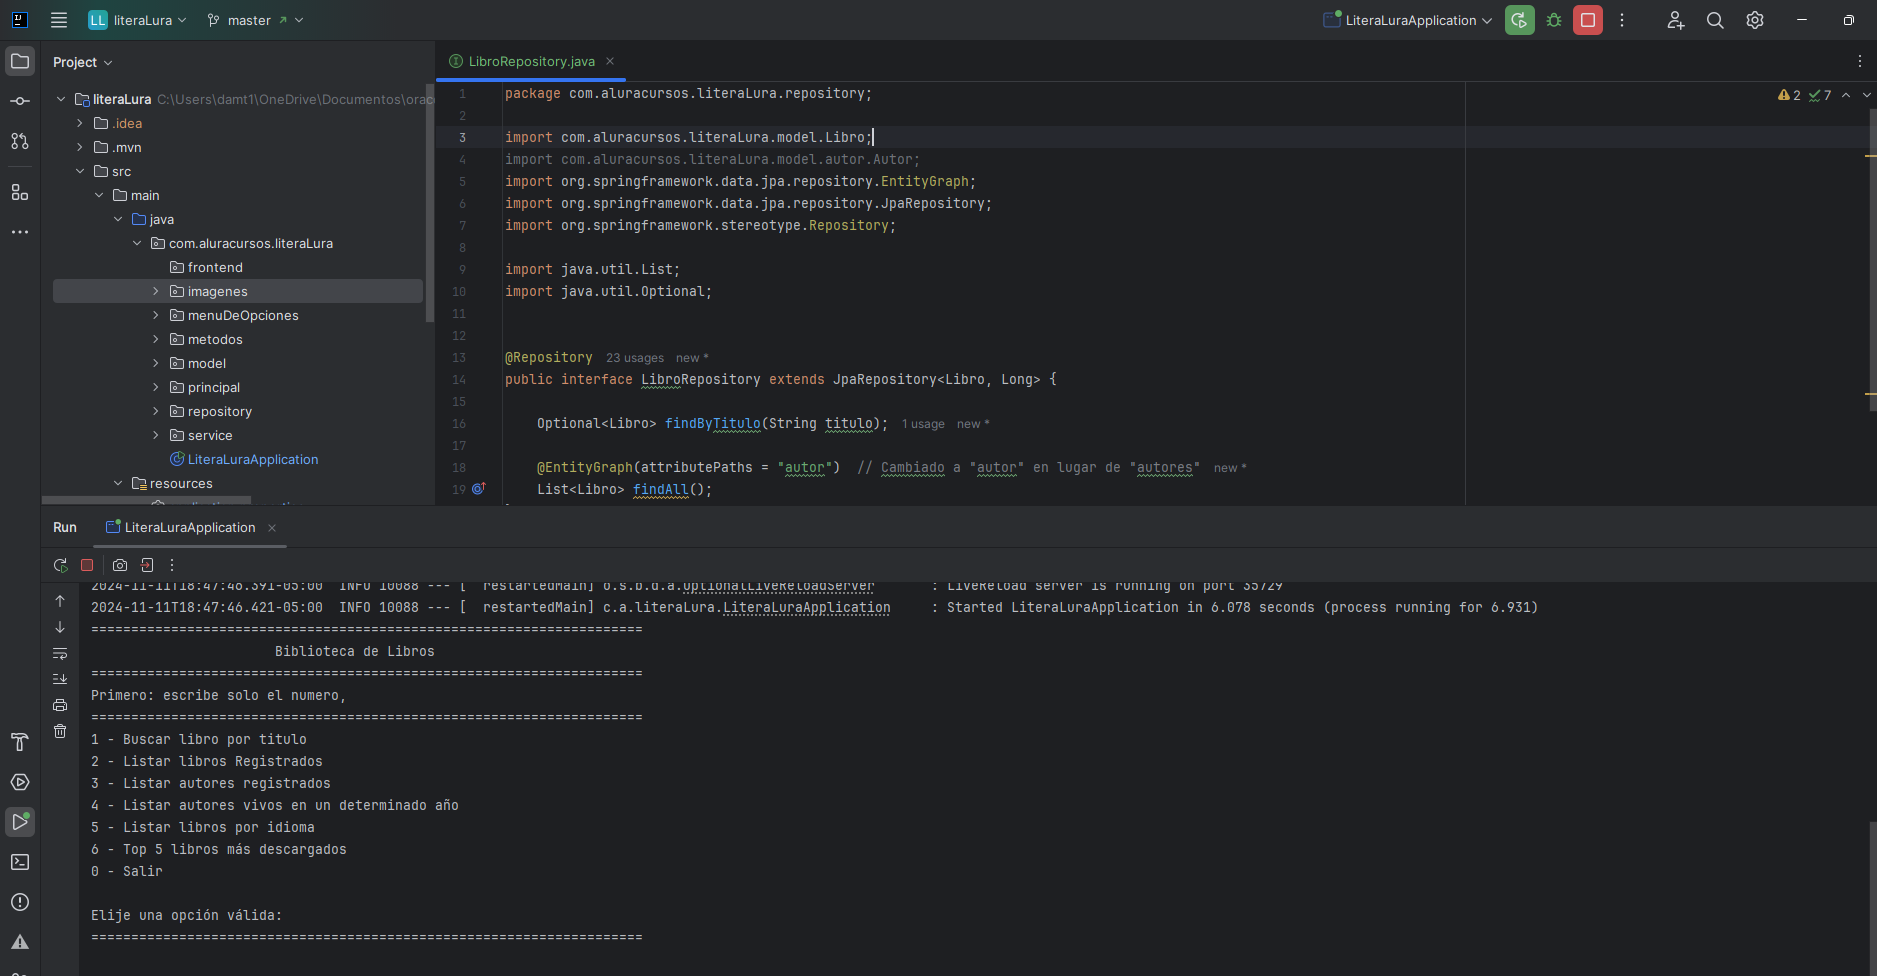 LL literaLura master
LiteraLuraApplication
Project
LibroRepository.java
literaLura C:\Users\damt1\OneDrive\Documentos\orac
.idea
.mvn
src
main
java
com.aluracursos.literaLura
frontend
imagenes
menuDeOpciones
metodos
model
principal
repository
service
LiteraLuraApplication
resources
2 7
1 package com.aluracursos.literaLura.repository;
2
3 import com.aluracursos.literaLura.model.Libro;
4 import com.aluracursos.literaLura.model.autor.Autor;
5 import org.springframework.data.jpa.repository.EntityGraph;
6 import org.springframework.data.jpa.repository.JpaRepository;
7 import org.springframework.stereotype.Repository;
8
9 import java.util.List;
10 import java.util.Optional;
11
12
13 @Repository 23 usages new *
14 public interface LibroRepository extends JpaRepository<Libro, Long> {
15
16 Optional<Libro> findByTitulo(String titulo); 1 usage new *
17
18 @EntityGraph(attributePaths = "autor") // Cambiado a "autor" en lugar de "autores" new *
19 List<Libro> findAll();
Run LiteraLuraApplication
2024-11-11T18:47:46.391-05:00 INFO 10088 --- [ restartedMain] o.s.b.d.a.OptionalLiveReloadServer : LiveReload server is running on port 35729
2024-11-11T18:47:46.421-05:00 INFO 10088 --- [ restartedMain] c.a.literaLura.LiteraLuraApplication : Started LiteraLuraApplication in 6.078 seconds (process running for 6.931)
=====================================================================
Biblioteca de Libros
=====================================================================
Primero: escribe solo el numero,
=====================================================================
1 - Buscar libro por titulo
2 - Listar libros Registrados
3 - Listar autores registrados
4 - Listar autores vivos en un determinado año
5 - Listar libros por idioma
6 - Top 5 libros más descargados
0 - Salir
Elije una opción válida:
=====================================================================